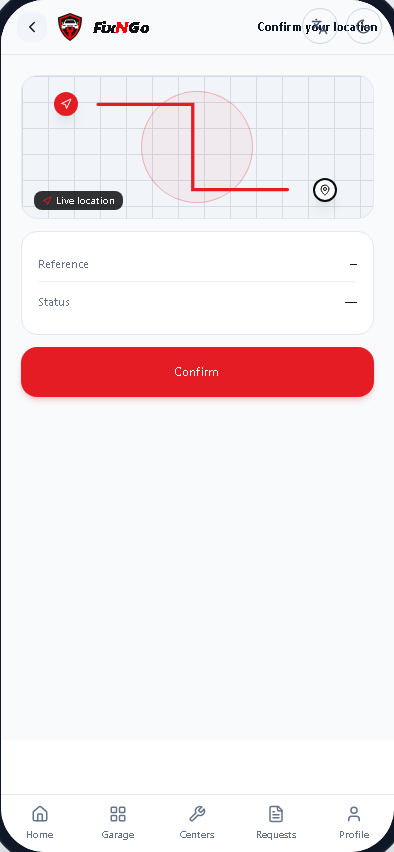 FixNGo
Confirm your location
Live location
Reference –
Status —
Confirm
Home Garage Centers Requests Profile